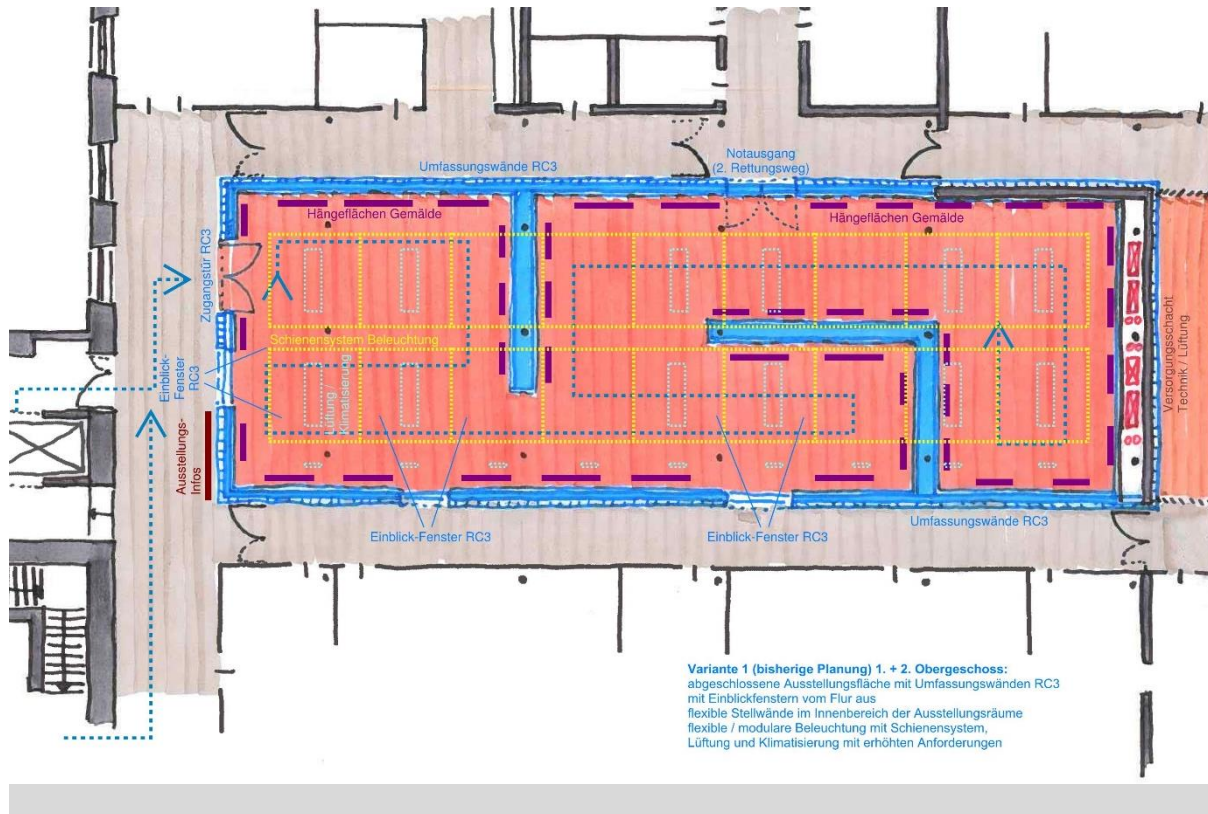 Umfassungswände RC3
Notausgang
(2. Rettungsweg)
Hängeflächen Gemälde
Hängeflächen Gemälde
Zugangstür RC3
Schienensystem Beleuchtung
Einblick-
Fenster
RC3
Lüftung/
Klimatisierung
Versorgungsschacht
Technik / Lüftung
Ausstellungs-
Infos
Einblick-Fenster RC3
Einblick-Fenster RC3
Umfassungswände RC3
Variante 1 (bisherige Planung) 1. + 2. Obergeschoss:
abgeschlossene Ausstellungsfläche mit Umfassungswänden RC3
mit Einblickfenstern vom Flur aus
flexible Stellwände im Innenbereich der Ausstellungsräume
flexible / modulare Beleuchtung mit Schienensystem,
Lüftung und Klimatisierung mit erhöhten Anforderungen